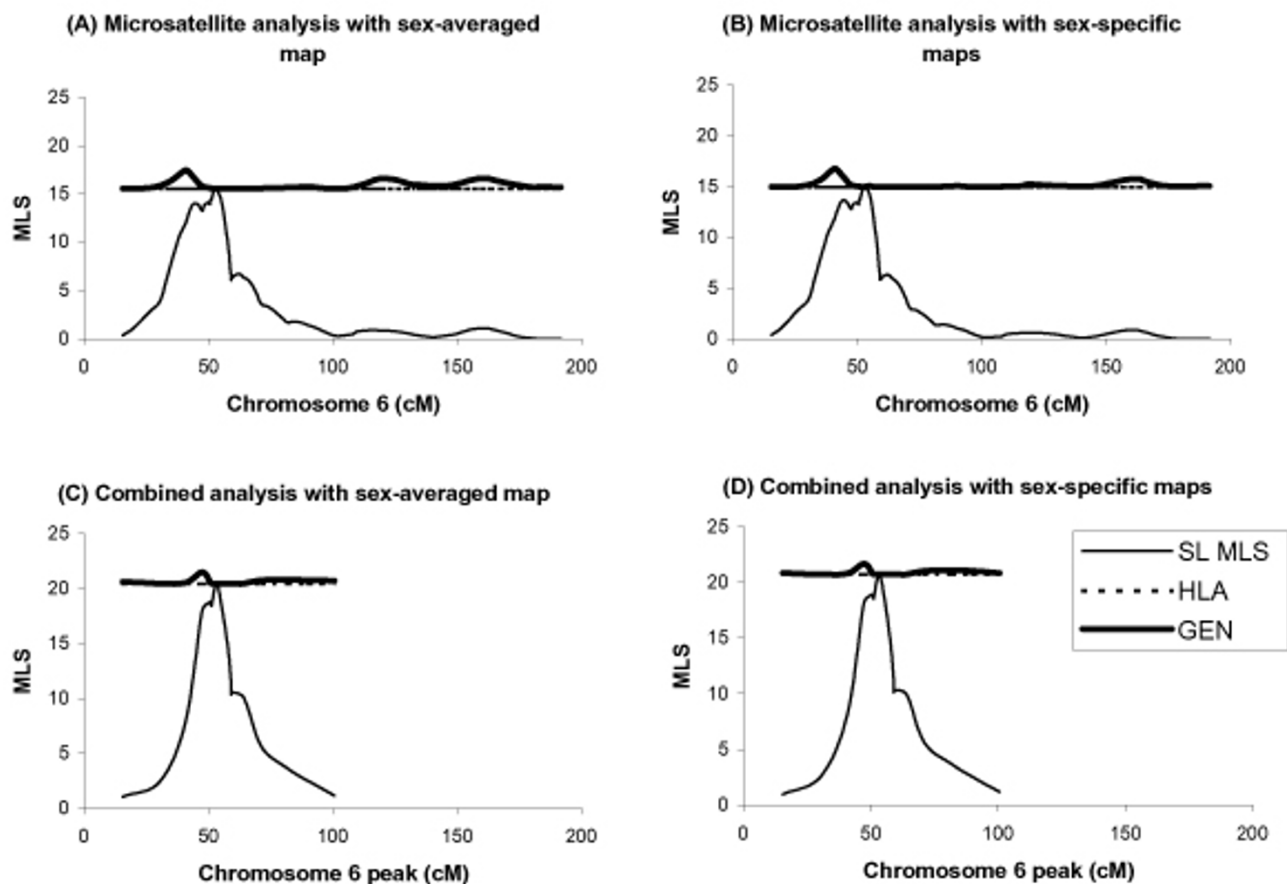 (A) Microsatellite analysis with sex-averaged
map
25
20
15
10
5
0
MLS
0 50 100 150 200
Chromosome 6 (cM)
(B) Microsatellite analysis with sex-specific
maps
25
20
15
10
5
0
MLS
0 50 100 150 200
Chromosome 6 (cM)
(C) Combined analysis with sex-averaged map
25
20
15
10
5
0
MLS
0 50 100 150 200
Chromosome 6 peak (cM)
(D) Combined analysis with sex-specific maps
25
20
15
10
5
0
MLS
0 50 100 150 200
Chromosome 6 peak (cM)
SL MLS
HLA
GEN